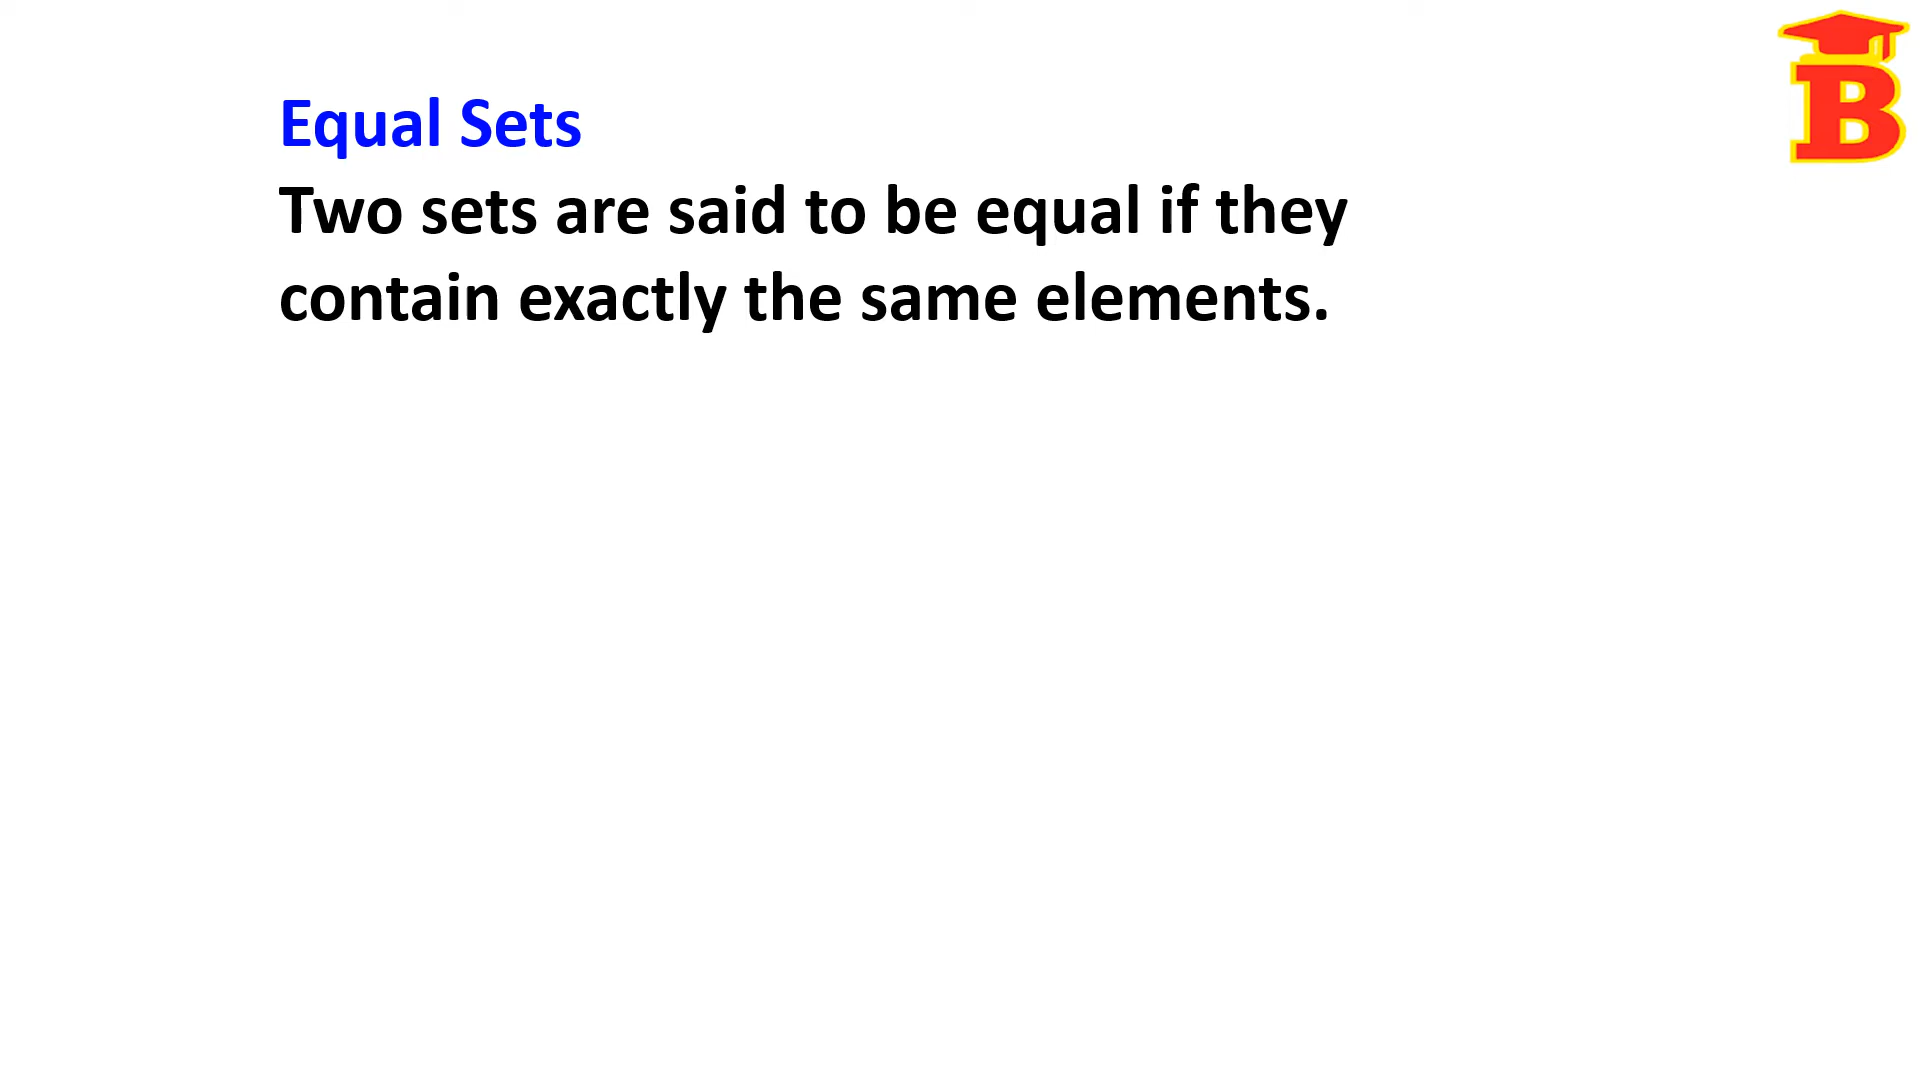 Equal Sets
Two sets are said to be equal if they
contain exactly the same elements.
B